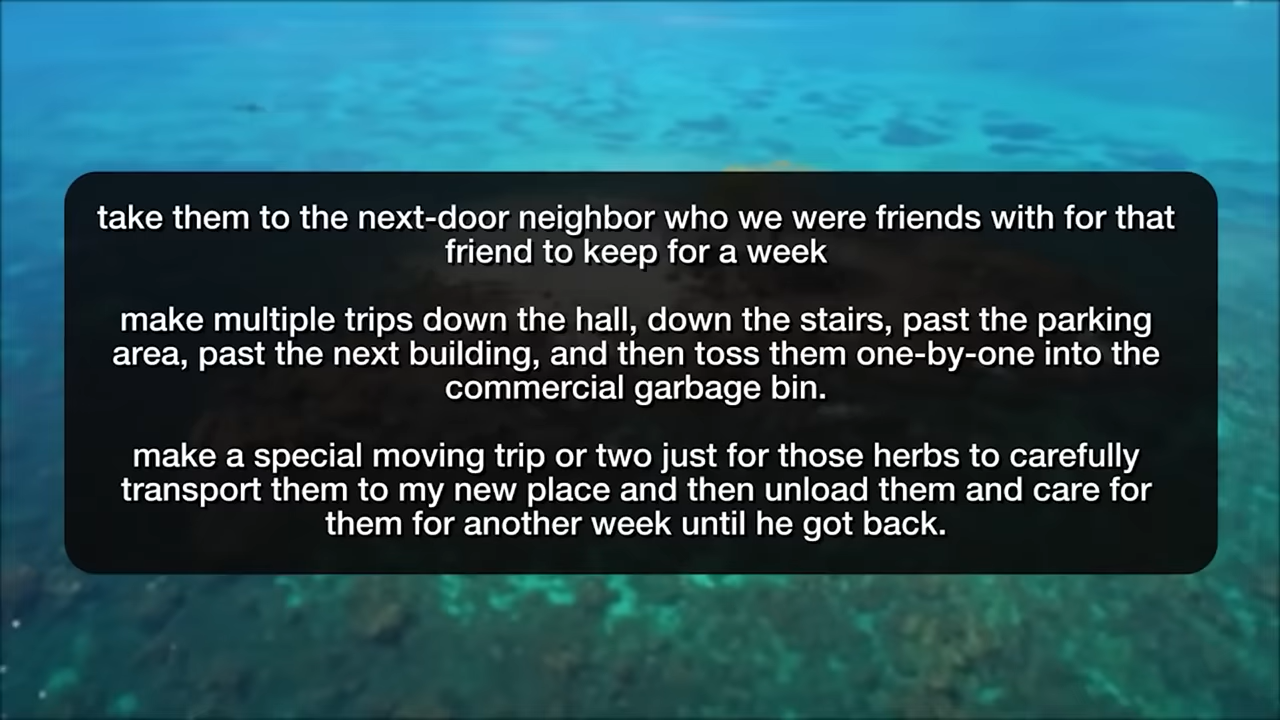 take them to the next-door neighbor who we were friends with for that
friend to keep for a week
make multiple trips down the hall, down the stairs, past the parking
area, past the next building, and then toss them one-by-one into the
commercial garbage bin.
make a special moving trip or two just for those herbs to carefully
transport them to my new place and then unload them and care for
them for another week until he got back.